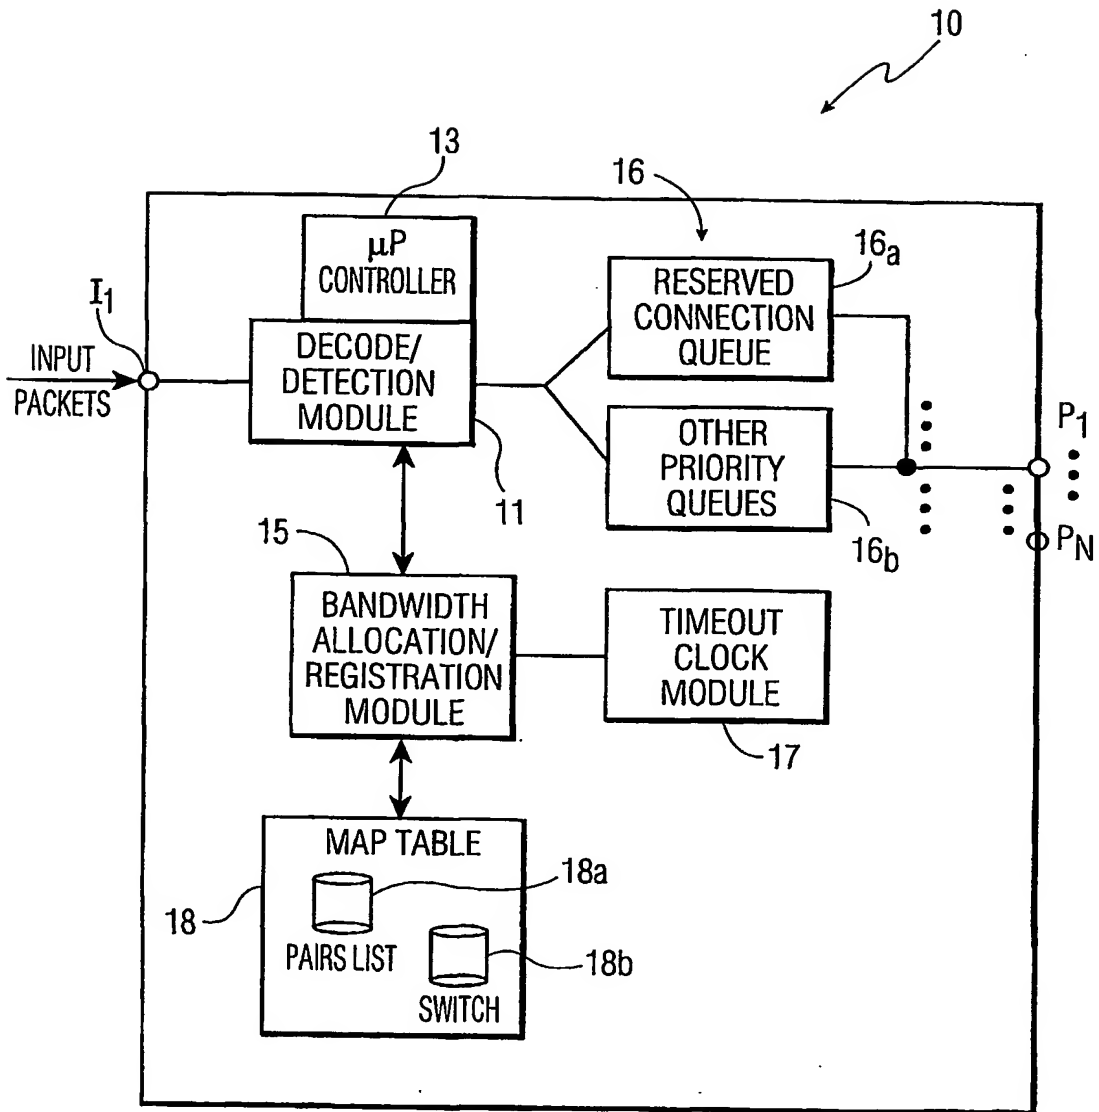 10
13
16
µP
CONTROLLER
16a
RESERVED
CONNECTION
QUEUE
I1
INPUT
PACKETS
DECODE/
DETECTION
MODULE
11
OTHER
PRIORITY
QUEUES
16b
P1
PN
15
BANDWIDTH
ALLOCATION/
REGISTRATION
MODULE
TIMEOUT
CLOCK
MODULE
17
MAP TABLE
18
18a
PAIRS LIST
18b
SWITCH